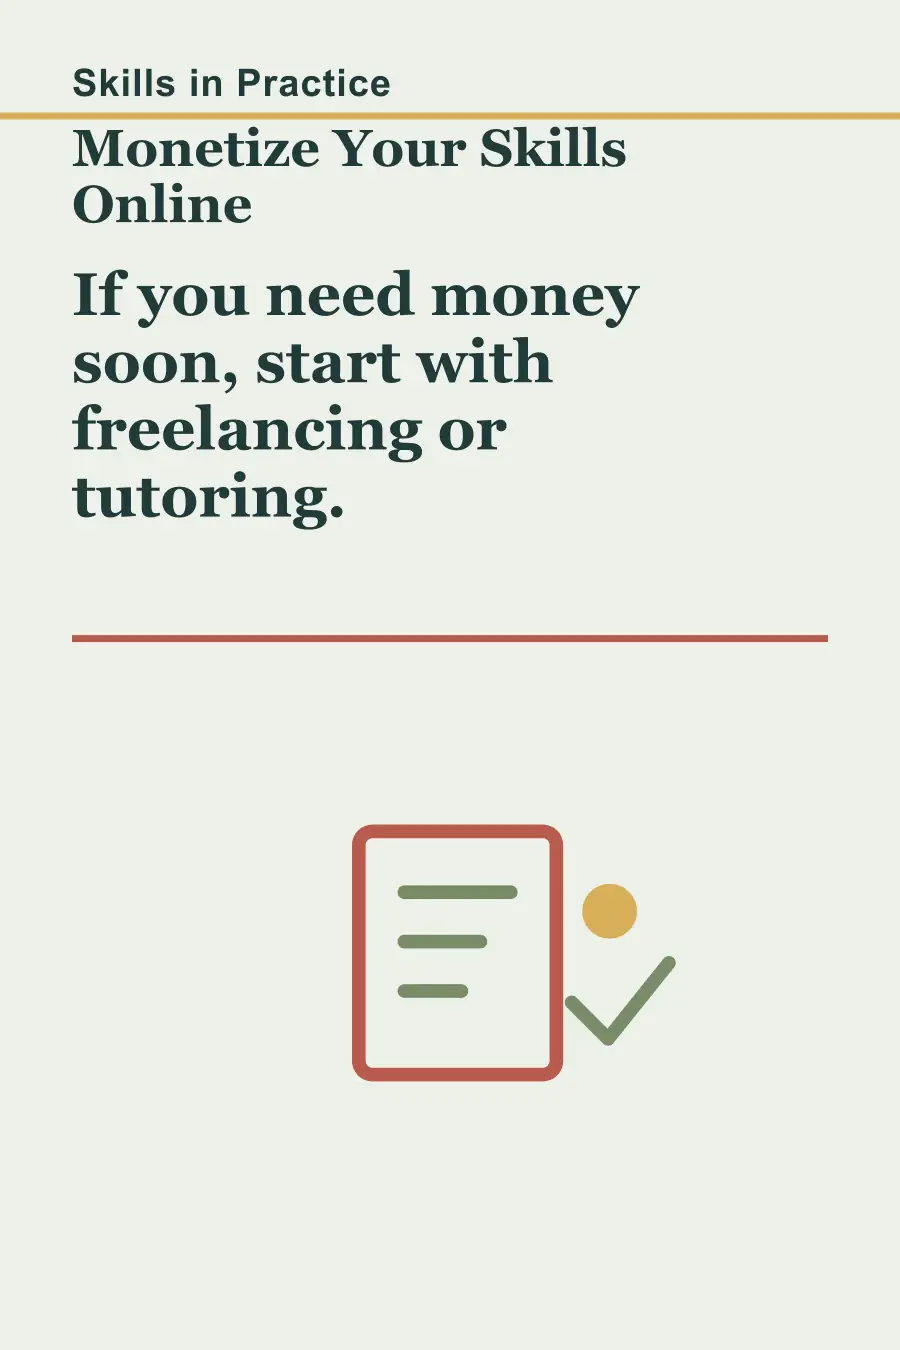 Skills in Practice
Monetize Your Skills
Online
If you need money
soon, start with
freelancing or
tutoring.